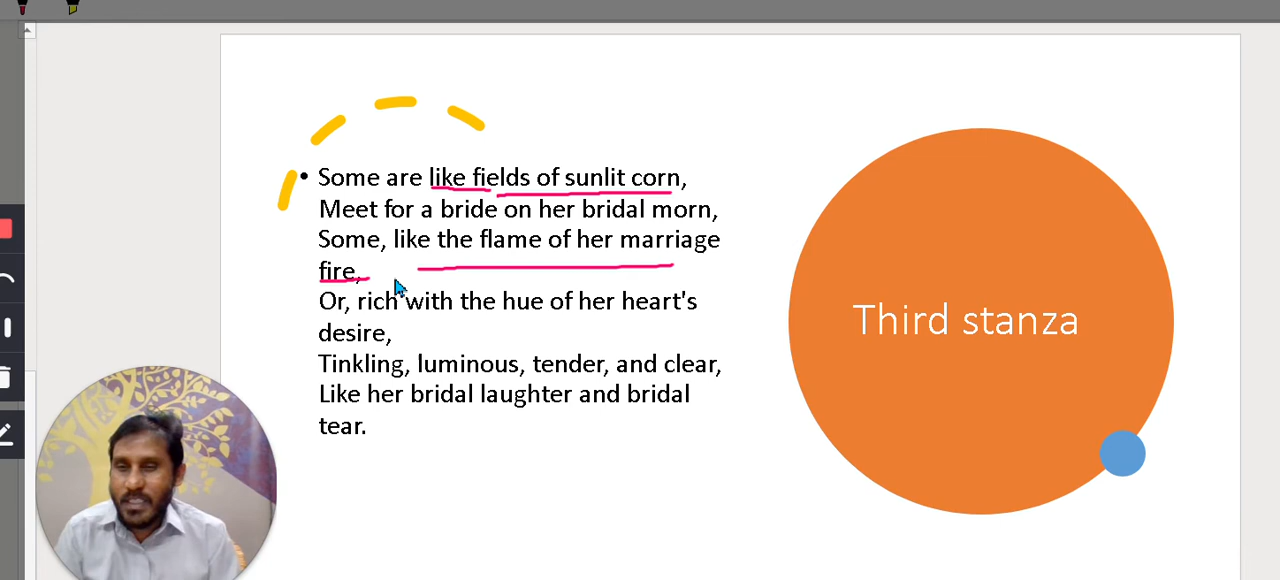 • Some are like fields of sunlit corn,
Meet for a bride on her bridal morn,
Some, like the flame of her marriage
fire,
Or, rich with the hue of her heart's
desire,
Tinkling, luminous, tender, and clear,
Like her bridal laughter and bridal
tear.
Third stanza